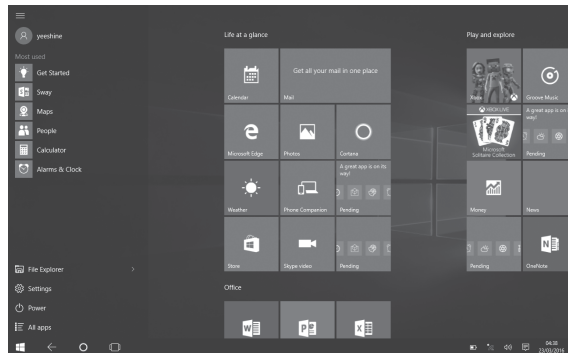 yeeshine
Most used
Get Started
Sway
Maps
People
Calculator
Alarms & Clock
File Explorer
Settings
Power
All apps
Life at a glance
Calendar
Get all your mail in one place
Mail
Microsoft Edge
Photos
Cortana
Weather
Phone Companion
A great app is on its
way!
Pending
Store
Skype video
Pending
Office
Play and explore
Xbox
Groove Music
XBOX LIVE
Microsoft
Solitaire Collection
A great app is on
way!
Pending
Money
News
Pending
OneNote
04:38
23/03/2016